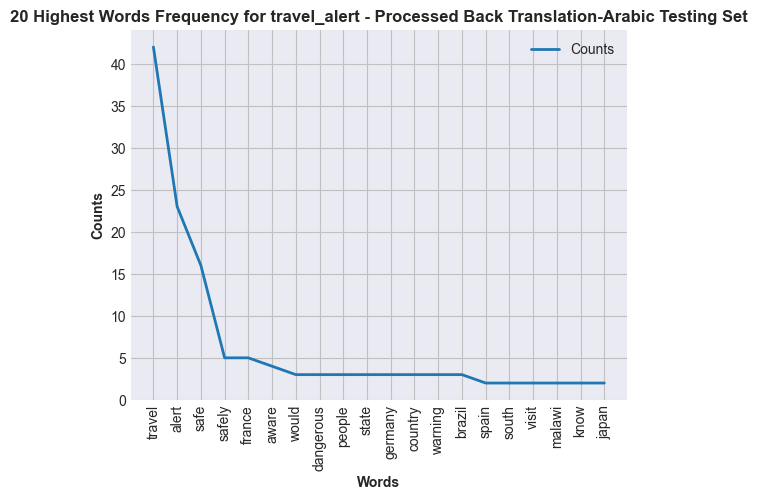 20 Highest Words Frequency for travel_alert - Processed Back Translation-Arabic Testing Set
Counts
40
35
30
25
20
15
10
5
0
Counts
travel
alert
safe
safely
france
aware
would
dangerous
people
state
germany
country
warning
brazil
spain
south
visit
malawi
know
japan
Words